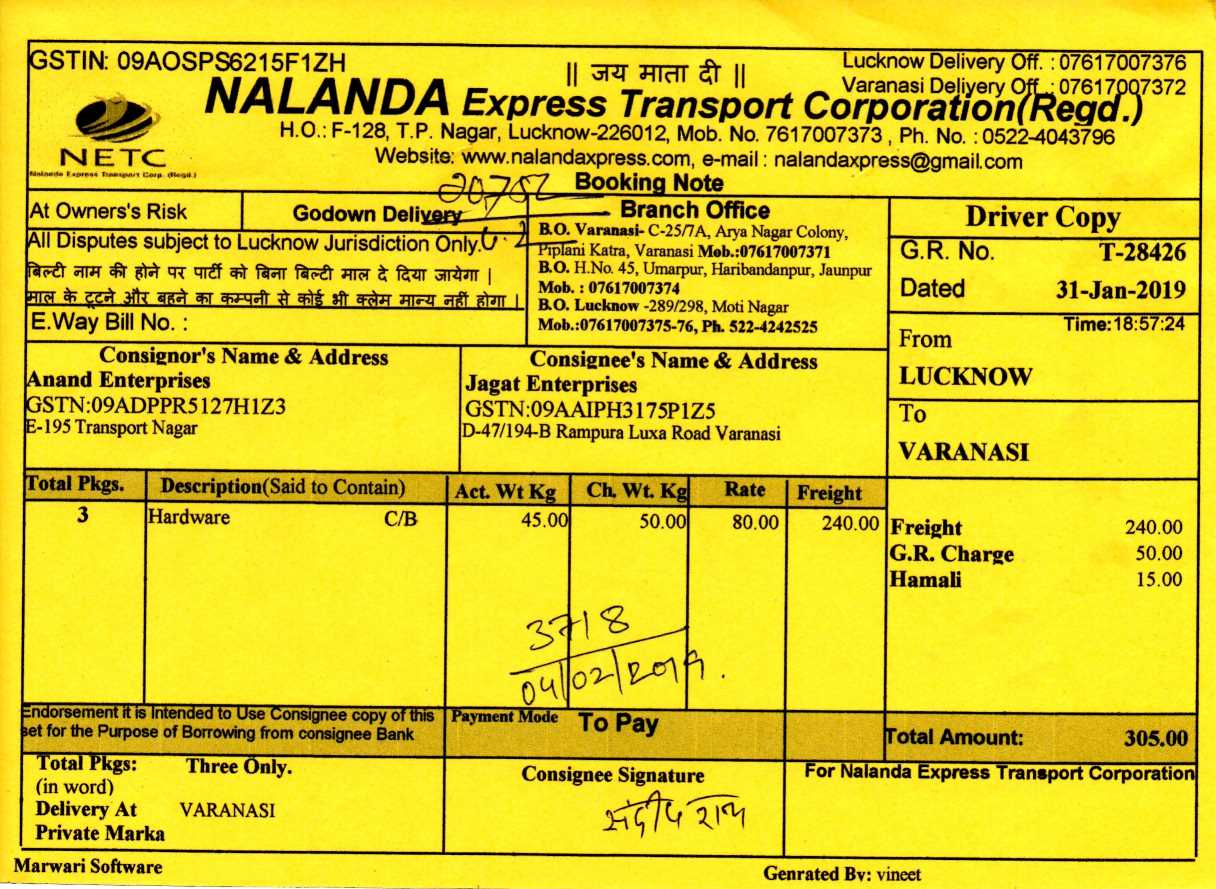 GSTIN: 09AOSPS6215F1ZH
|| जय माता दी ||
Lucknow Delivery Off. : 07617007376
Varanasi Delivery Off. : 07617007372
NALANDA Express Transport Corporation(Regd.)
H.O.: F-128, T.P. Nagar, Lucknow-226012, Mob. No. 7617007373 , Ph. No. : 0522-4043796
Website: www.nalandaxpress.com, e-mail : nalandaxpress@gmail.com
NETC
Nalanda Express Transport Corp. (Regd.)
Booking Note
At Owners's Risk
Godown Delivery
All Disputes subject to Lucknow Jurisdiction Only.
बिल्टी नाम की होने पर पार्टी को बिना बिल्टी माल दे दिया जायेगा |
माल के टूटने और बहने का कम्पनी से कोई भी क्लेम मान्य नहीं होगा |
E.Way Bill No. :
Branch Office
B.O. Varanasi- C-25/7A, Arya Nagar Colony,
Piplani Katra, Varanasi Mob.:07617007371
B.O. H.No. 45, Umarpur, Haribandanpur, Jaunpur
Mob. : 07617007374
B.O. Lucknow -289/298, Moti Nagar
Mob.:07617007375-76, Ph. 522-4242525
Driver Copy
G.R. No. T-28426
Dated 31-Jan-2019
Time:18:57:24
From
LUCKNOW
To
VARANASI
Consignor's Name & Address
Anand Enterprises
GSTN:09ADPPR5127H1Z3
E-195 Transport Nagar
Consignee's Name & Address
Jagat Enterprises
GSTN:09AAIPH3175P1Z5
D-47/194-B Rampura Luxa Road Varanasi
Total Pkgs. Description(Said to Contain) Act. Wt Kg Ch. Wt. Kg Rate Freight
3 Hardware C/B 45.00 50.00 80.00 240.00
Freight 240.00
G.R. Charge 50.00
Hamali 15.00
3718
04/02/2019.
Endorsement it is Intended to Use Consignee copy of this
set for the Purpose of Borrowing from consignee Bank
Payment Mode To Pay
Total Amount: 305.00
Total Pkgs: Three Only.
(in word)
Delivery At VARANASI
Private Marka
Consignee Signature
संदीप राय
For Nalanda Express Transport Corporation
Marwari Software
Genrated By: vineet